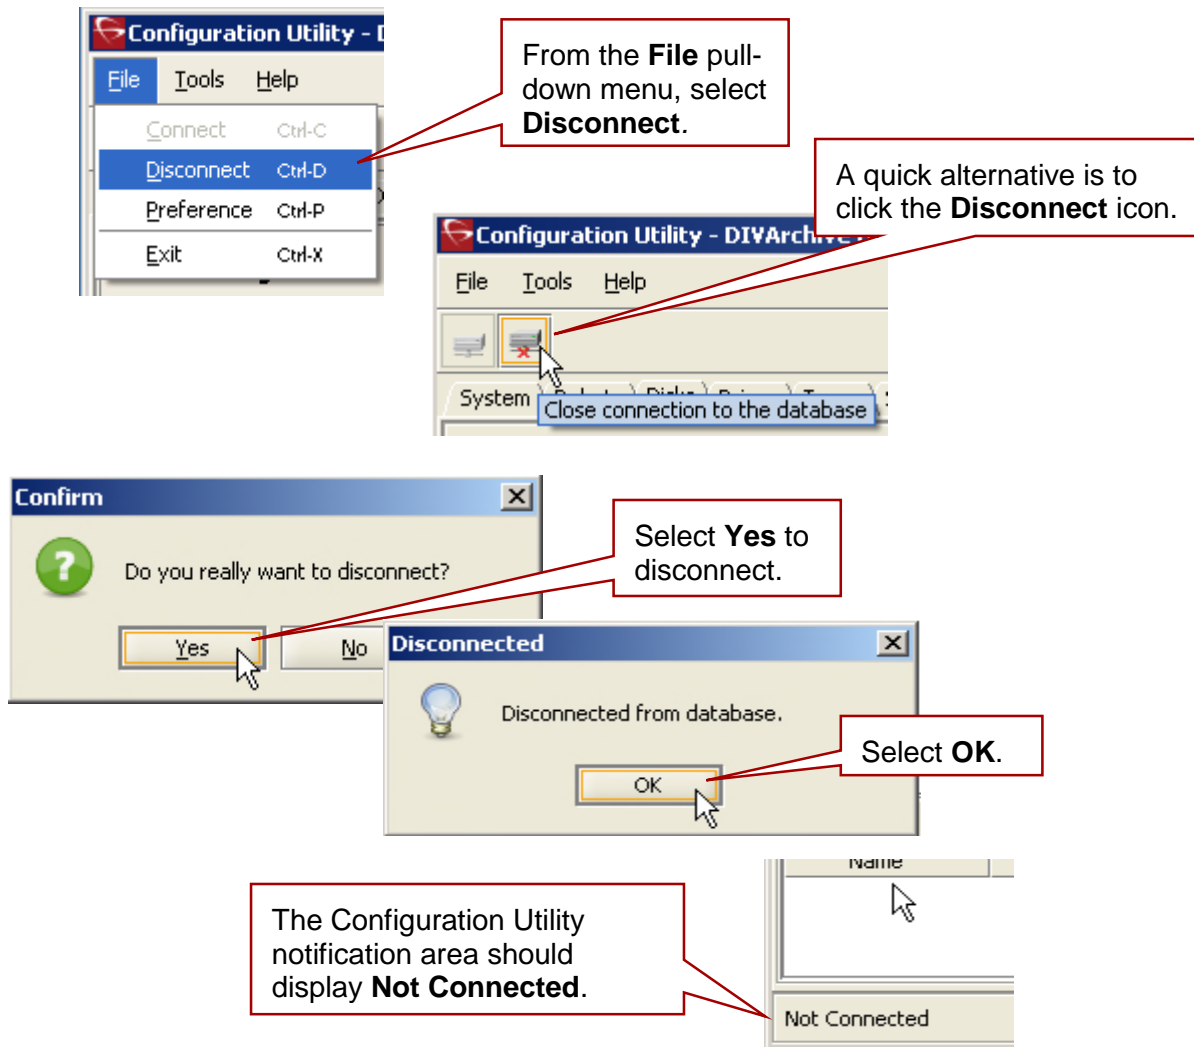 Configuration Utility -
File Tools Help
Connect Ctrl-C
Disconnect Ctrl-D
Preference Ctrl-P
Exit Ctrl-X
From the File pull-
down menu, select
Disconnect.
A quick alternative is to
click the Disconnect icon.
Configuration Utility - DIVArchive
File Tools Help
System Disks
Close connection to the database
Confirm
Do you really want to disconnect?
Yes No
Select Yes to
disconnect.
Disconnected
Disconnected from database.
OK
Select OK.
Name
The Configuration Utility
notification area should
display Not Connected.
Not Connected